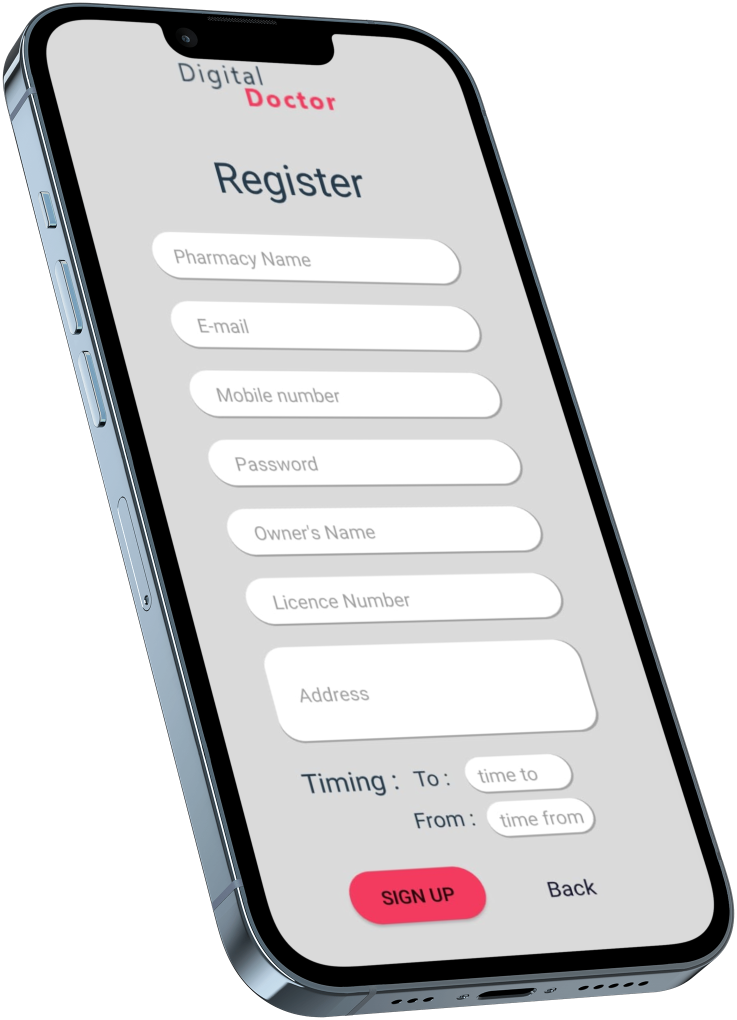 Digital
Doctor
Register
Pharmacy Name
E-mail
Mobile number
Password
Owner's Name
Licence Number
Address
Timing : To : time to
From : time from
SIGN UP Back